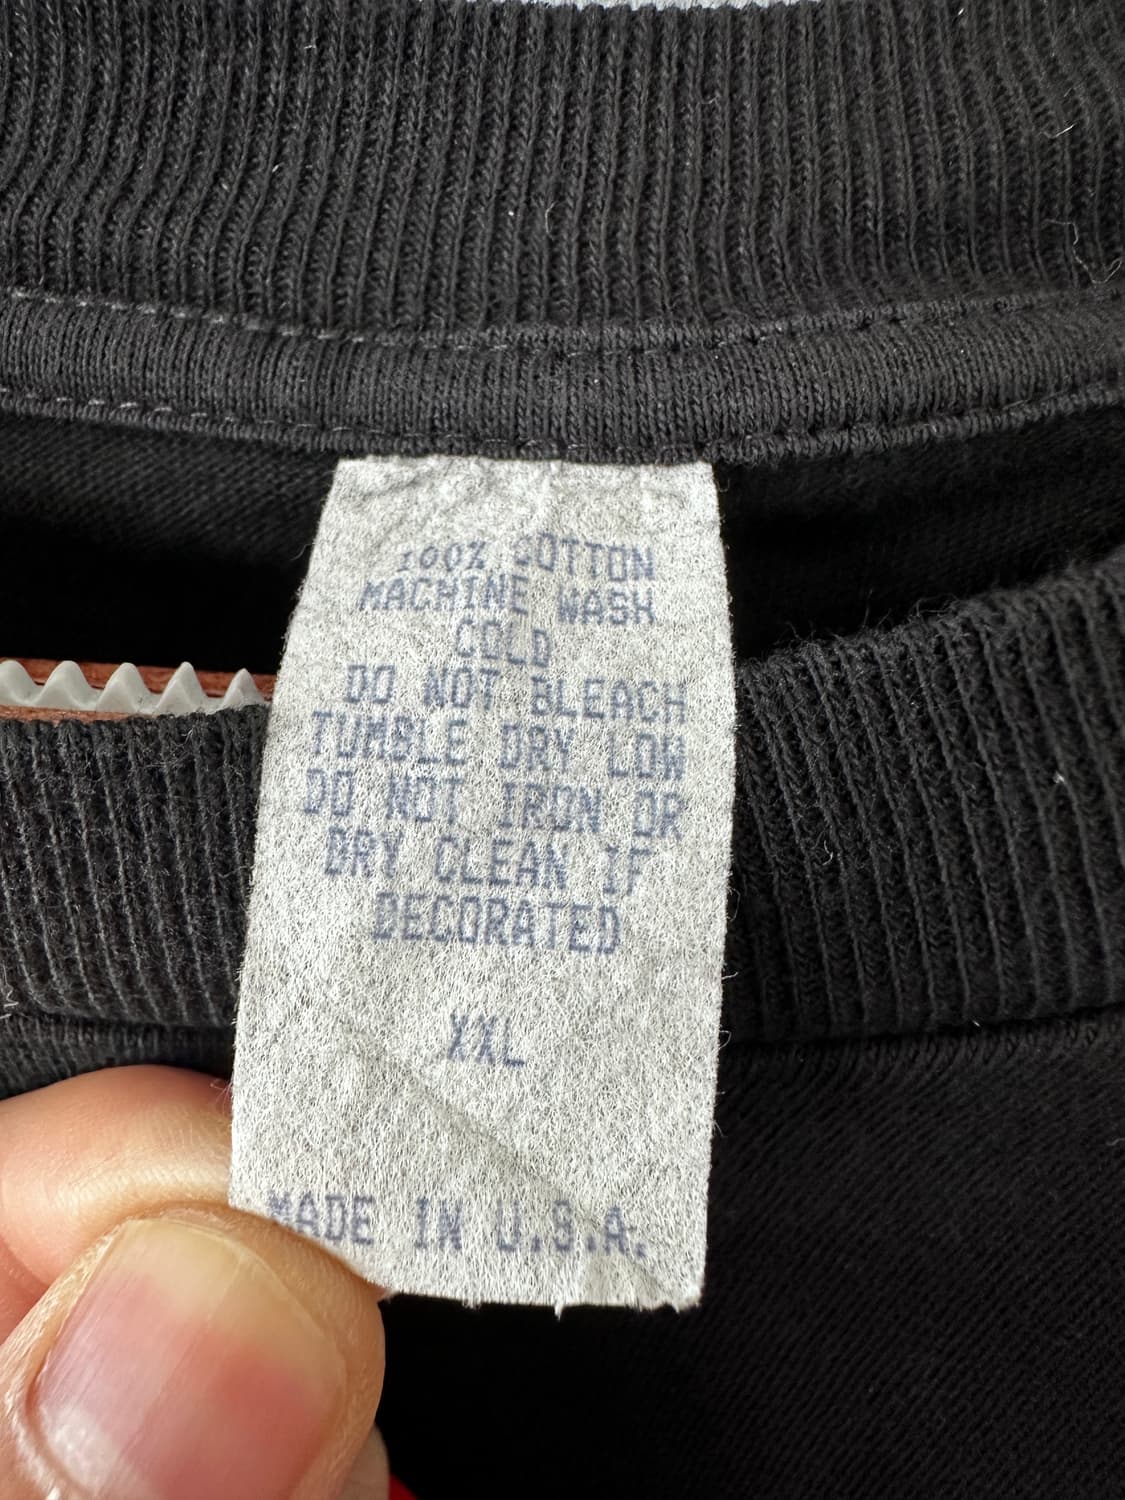 100% COTTON
MACHINE WASH
COLD
DO NOT BLEACH
TUMBLE DRY LOW
DO NOT IRON OR
DRY CLEAN IF
DECORATED
XXL
MADE IN U.S.A.